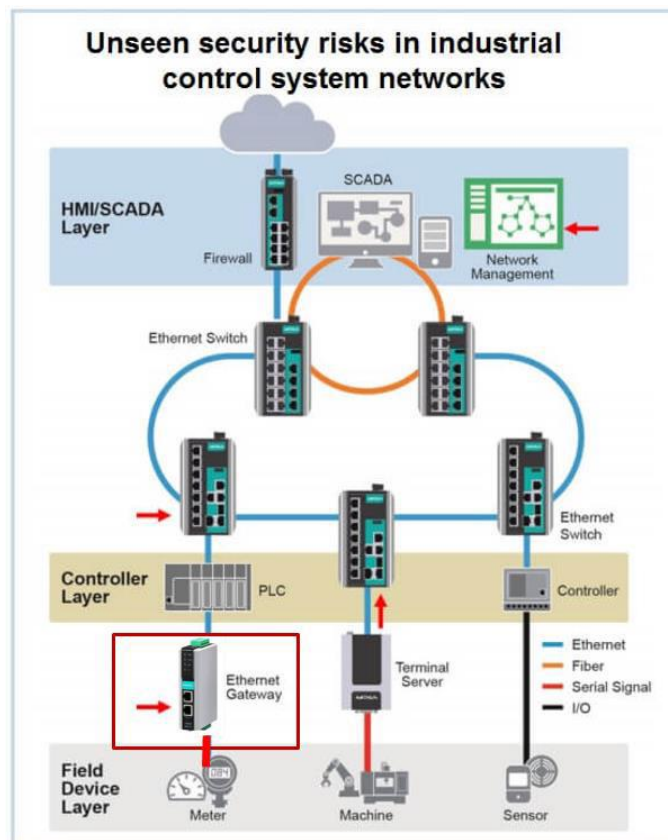 Unseen security risks in industrial
control system networks
SCADA
HMI/SCADA
Layer
Firewall
Network
Management
Ethernet Switch
Ethernet
Switch
Controller
Layer
PLC
Controller
Ethernet
Gateway
Terminal
Server
MOXA
Ethernet
Fiber
Serial Signal
I/O
Field
Device
Layer
Meter
Machine
Sensor